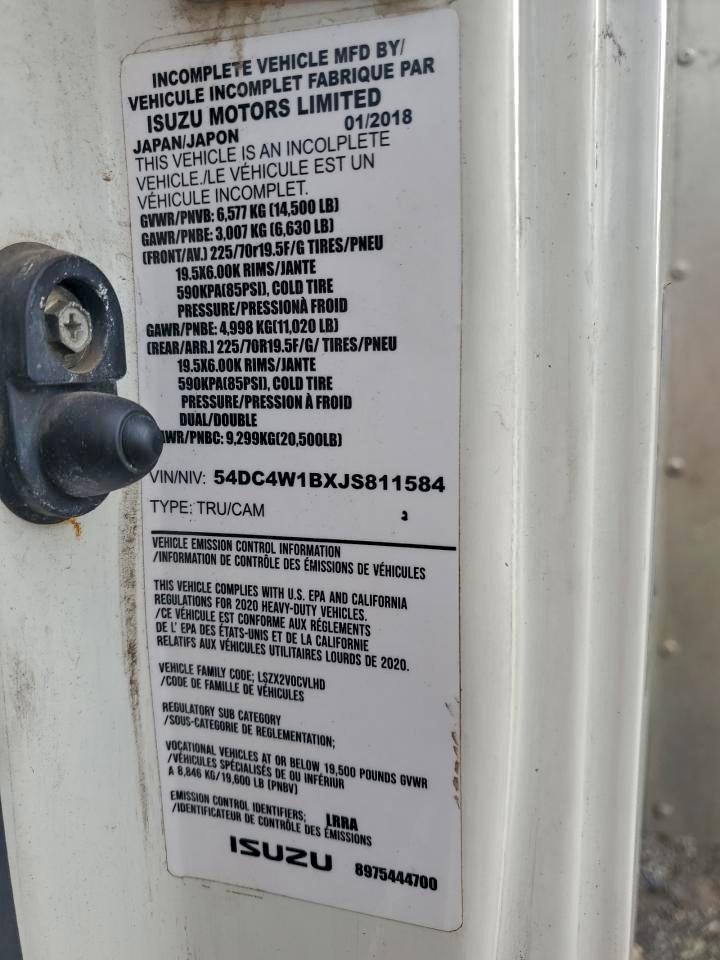 INCOMPLETE VEHICLE MFD BY/
VEHICULE INCOMPLET FABRIQUE PAR
ISUZU MOTORS LIMITED
JAPAN/JAPON 01/2018
THIS VEHICLE IS AN INCOLPLETE
VEHICLE./LE VÉHICULE EST UN
VÉHICULE INCOMPLET.
GVWR/PNVB: 6,577 KG (14,500 LB)
GAWR/PNBE: 3,007 KG (6,630 LB)
(FRONT/AV.) 225/70r19.5F/G TIRES/PNEU
19.5X6.00K RIMS/JANTE
590KPA(85PSI), COLD TIRE
PRESSURE/PRESSIONÀ FROID
GAWR/PNBE: 4,998 KG(11,020 LB)
(REAR/ARR.) 225/70R19.5F/G/ TIRES/PNEU
19.5X6.00K RIMS/JANTE
590KPA(85PSI), COLD TIRE
PRESSURE/PRESSION À FROID
DUAL/DOUBLE
WR/PNBC: 9,299KG(20,500LB)
VIN/NIV: 54DC4W1BXJS811584
TYPE: TRU/CAM
VEHICLE EMISSION CONTROL INFORMATION
/INFORMATION DE CONTRÔLE DES ÉMISSIONS DE VÉHICULES
THIS VEHICLE COMPLIES WITH U.S. EPA AND CALIFORNIA
REGULATIONS FOR 2020 HEAVY-DUTY VEHICLES.
/CE VÉHICULE EST CONFORME AUX RÉGLEMENTS
DE L' EPA DES ÉTATS-UNIS ET DE LA CALIFORNIE
RELATIFS AUX VÉHICULES UTILITAIRES LOURDS DE 2020.
VEHICLE FAMILY CODE; LSZX2VOCVLHD
/CODE DE FAMILLE DE VÉHICULES
REGULATORY SUB CATEGORY
/SOUS-CATEGORIE DE REGLEMENTATION;
VOCATIONAL VEHICLES AT OR BELOW 19,500 POUNDS GVWR
/VÉHICULES SPÉCIALISÉS DE OU INFÉRIEUR
A 8,846 KG/19,600 LB (PNBV)
EMISSION CONTROL IDENTIFIERS; LRRA
/IDENTIFICATEUR DE CONTRÔLE DES ÉMISSIONS
ISUZU 8975444700